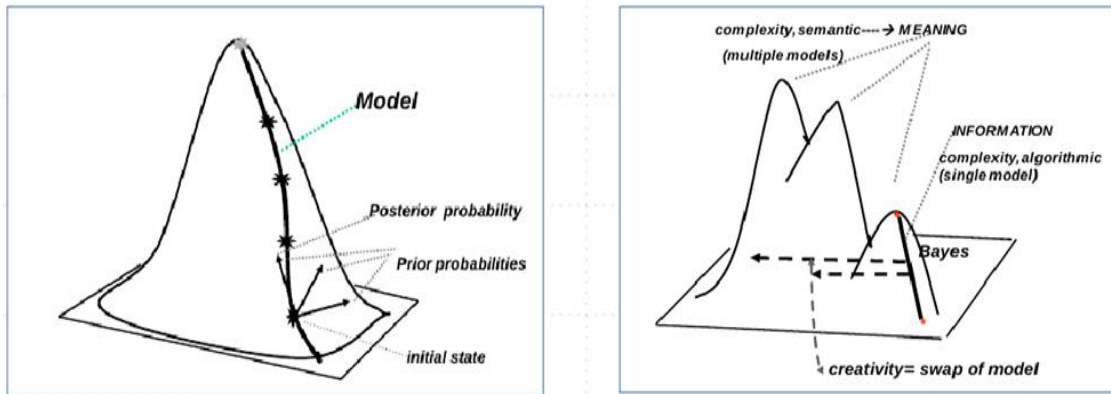 Model
Posterior probability
Prior probabilities
initial state
complexity, semantic----→ MEANING
(multiple models)
INFORMATION
complexity, algorithmic
(single model)
Bayes
creativity= swap of model